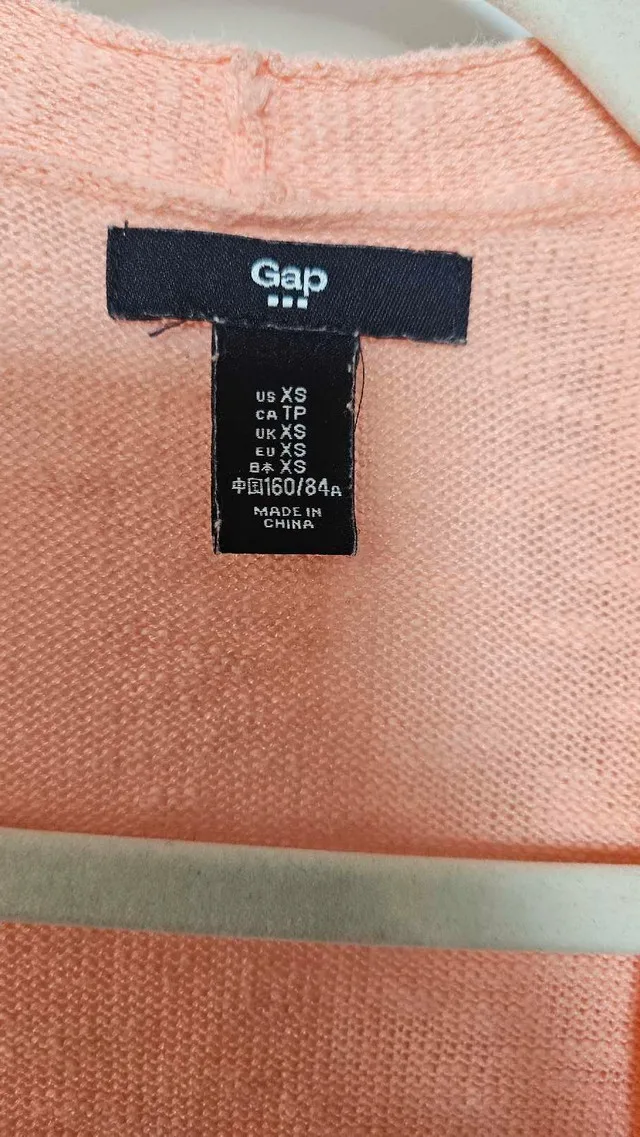 Gap
US XS
CA TP
UK XS
EU XS
日本 XS
中国160/84A
MADE IN
CHINA